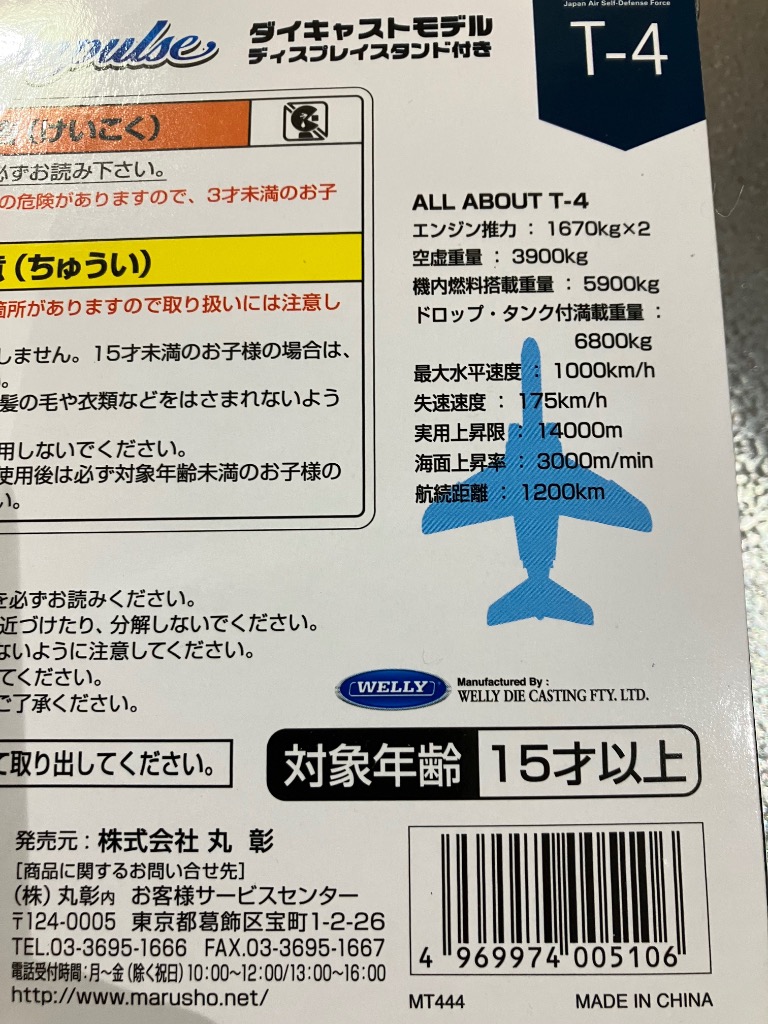 Impulse
ダイキャストモデル
ディスプレイスタンド付き
Japan Air Self-Defense Force
T-4
(けいこく)
必ずお読み下さい。
の危険がありますので、3才未満のお子
(ちゅうい)
箇所がありますので取り扱いには注意し
しません。15才未満のお子様の場合は、
髪の毛や衣類などをはさまれないよう
用しないでください。
使用後は必ず対象年齢未満のお子様の
い。
ALL ABOUT T-4
エンジン推力 : 1670kg×2
空虚重量 : 3900kg
機内燃料搭載重量 : 5900kg
ドロップ・タンク付満載重量 :
6800kg
最大水平速度 : 1000km/h
失速速度 : 175km/h
実用上昇限 : 14000m
海面上昇率 : 3000m/min
航続距離 : 1200km
を必ずお読みください。
近づけたり、分解しないでください。
ないように注意してください。
てください。
ご了承ください。
WELLY
Manufactured By :
WELLY DIE CASTING FTY. LTD.
て取り出してください。
対象年齢 15才以上
発売元 : 株式会社 丸 彰
[商品に関するお問い合せ先]
(株) 丸彰内 お客様サービスセンター
〒124-0005 東京都葛飾区宝町1-2-26
TEL.03-3695-1666 FAX.03-3695-1667
電話受付時間:月〜金(除く祝日)10:00〜12:00/13:00〜16:00
http://www.marusho.net/
4 969974 005106
MT444 MADE IN CHINA